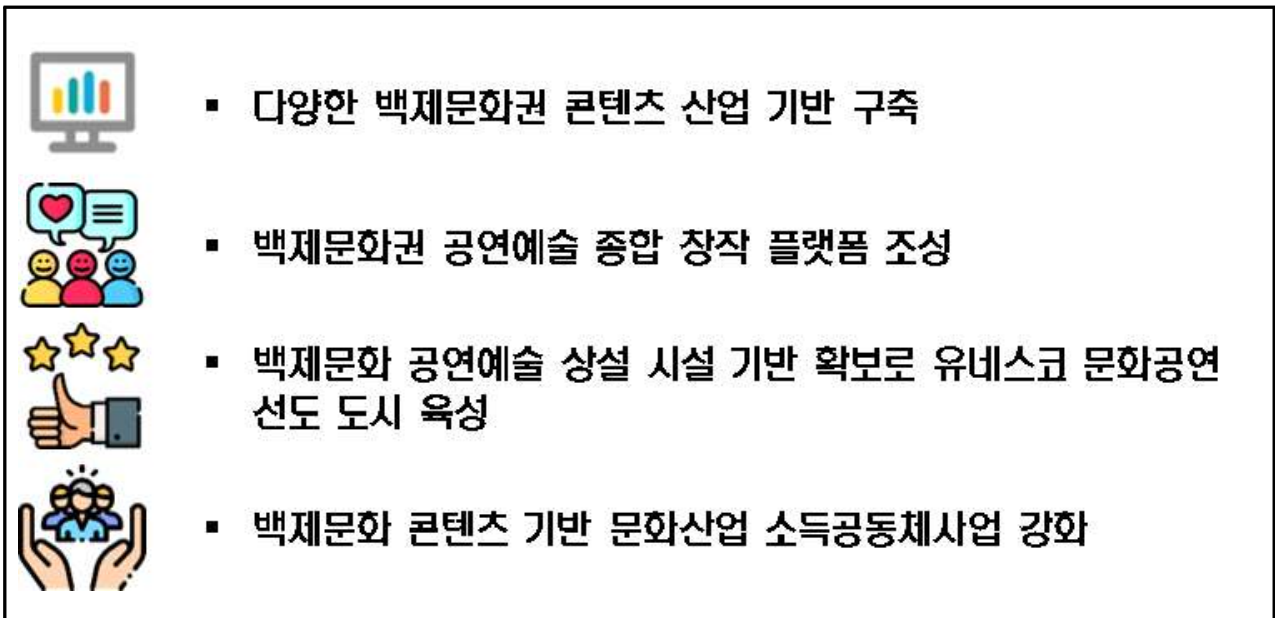 ▪ 다양한 백제문화권 콘텐츠 산업 기반 구축
▪ 백제문화권 공연예술 종합 창작 플랫폼 조성
▪ 백제문화 공연예술 상설 시설 기반 확보로 유네스코 문화공연
선도 도시 육성
▪ 백제문화 콘텐츠 기반 문화산업 소득공동체사업 강화